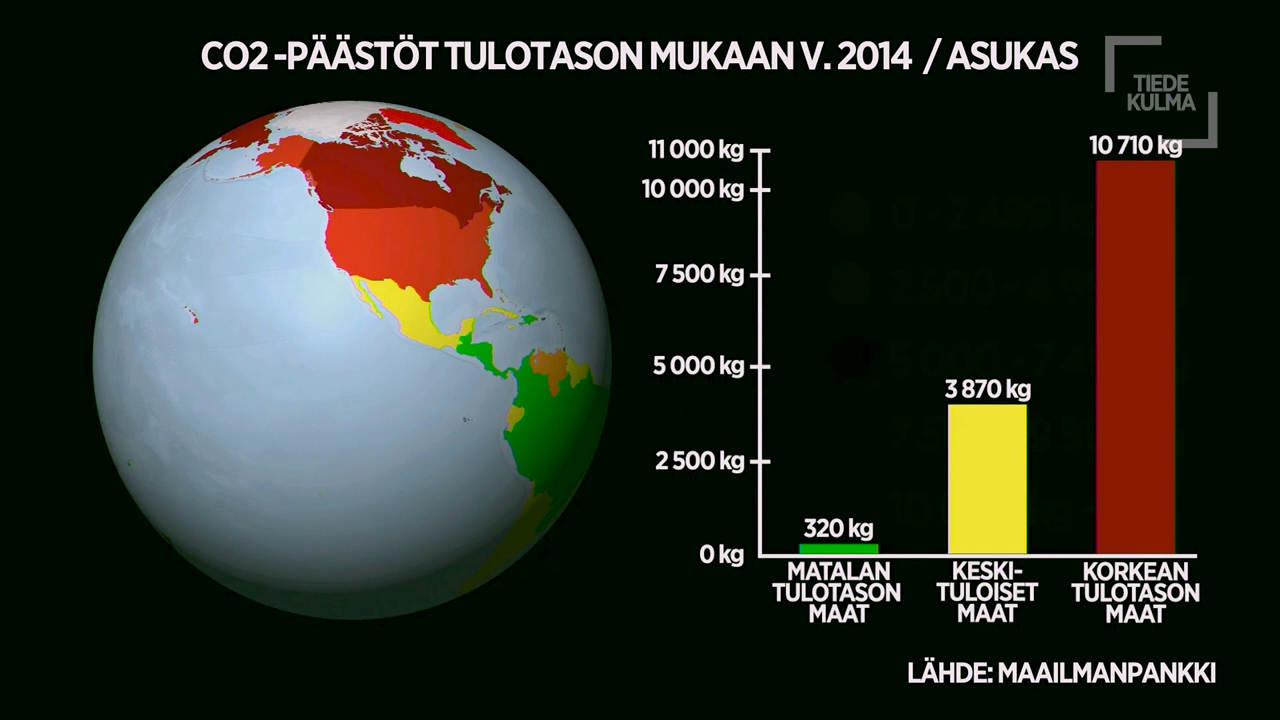 CO2 -PÄÄSTÖT TULOTASON MUKAAN V. 2014 / ASUKAS
TIEDE
KULMA
11 000 kg
10 000 kg
7 500 kg
5 000 kg
2 500 kg
0 kg
320 kg
3 870 kg
10 710 kg
MATALAN
TULOTASON
MAAT
KESKI-
TULOISET
MAAT
KORKEAN
TULOTASON
MAAT
LÄHDE: MAAILMANPANKKI